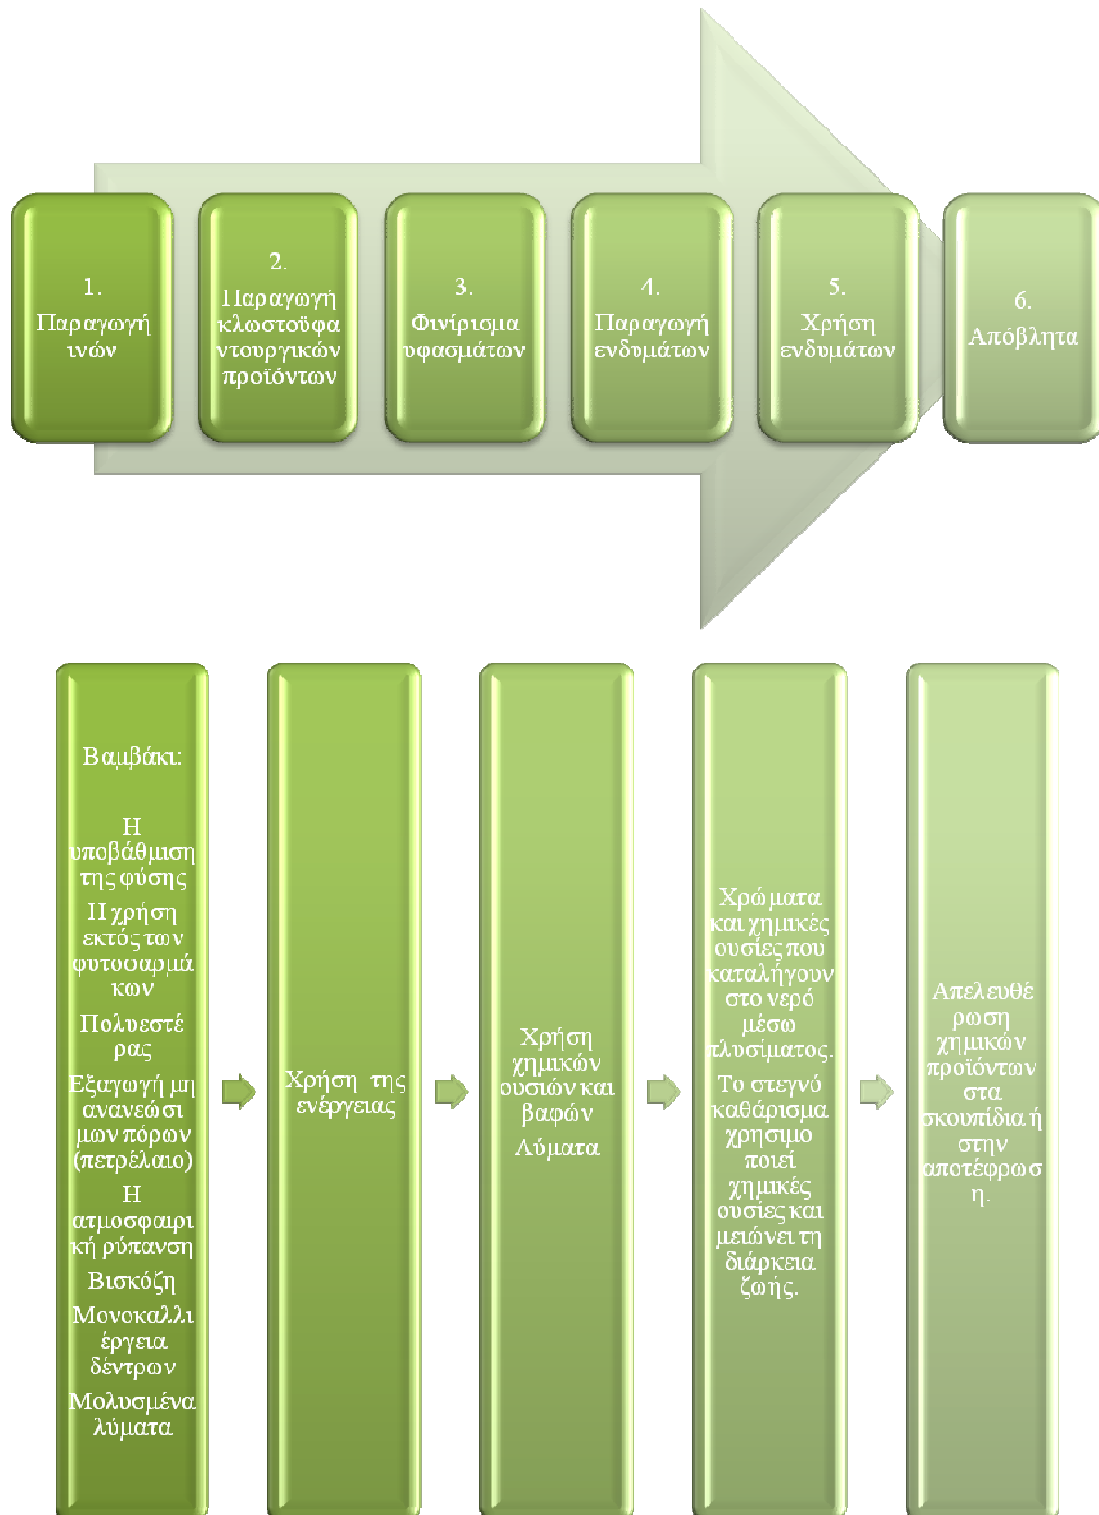 1.
Παραγωγή
ινών
2.
Παραγωγή
κλωστοϋφα
ντουργικών
προϊόντων
3.
Φινίρισμα
υφασμάτων
4.
Παραγωγή
ενδυμάτων
5.
Χρήση
ενδυμάτων
6.
Απόβλητα
Βαμβάκι:
Η
υποβάθμιση
της φύσης
Η χρήση
εκτός των
φυτοφαρμά
κων
Πολυεστέ
ρας
Εξαγωγή μη
ανανεώσι
μων πόρων
(πετρέλαιο)
Η
ατμοσφαιρι
κή ρύπανση
Βισκόζη
Μονοκαλλι
έργεια
δέντρων
Μολυσμένα
λύματα
Χρήση της
ενέργειας
Χρήση
χημικών
ουσιών και
βαφών
Λύματα
Χρώματα
και χημικές
ουσίες που
καταλήγουν
στο νερό
μέσω
πλυσίματος.
Το στεγνό
καθάρισμα
χρησιμο
ποιεί
χημικές
ουσίες και
μειώνει τη
διάρκεια
ζωής.
Απελευθέ
ρωση
χημικών
προϊόντων
στα
σκουπίδια ή
στην
αποτέφρωσ
η.